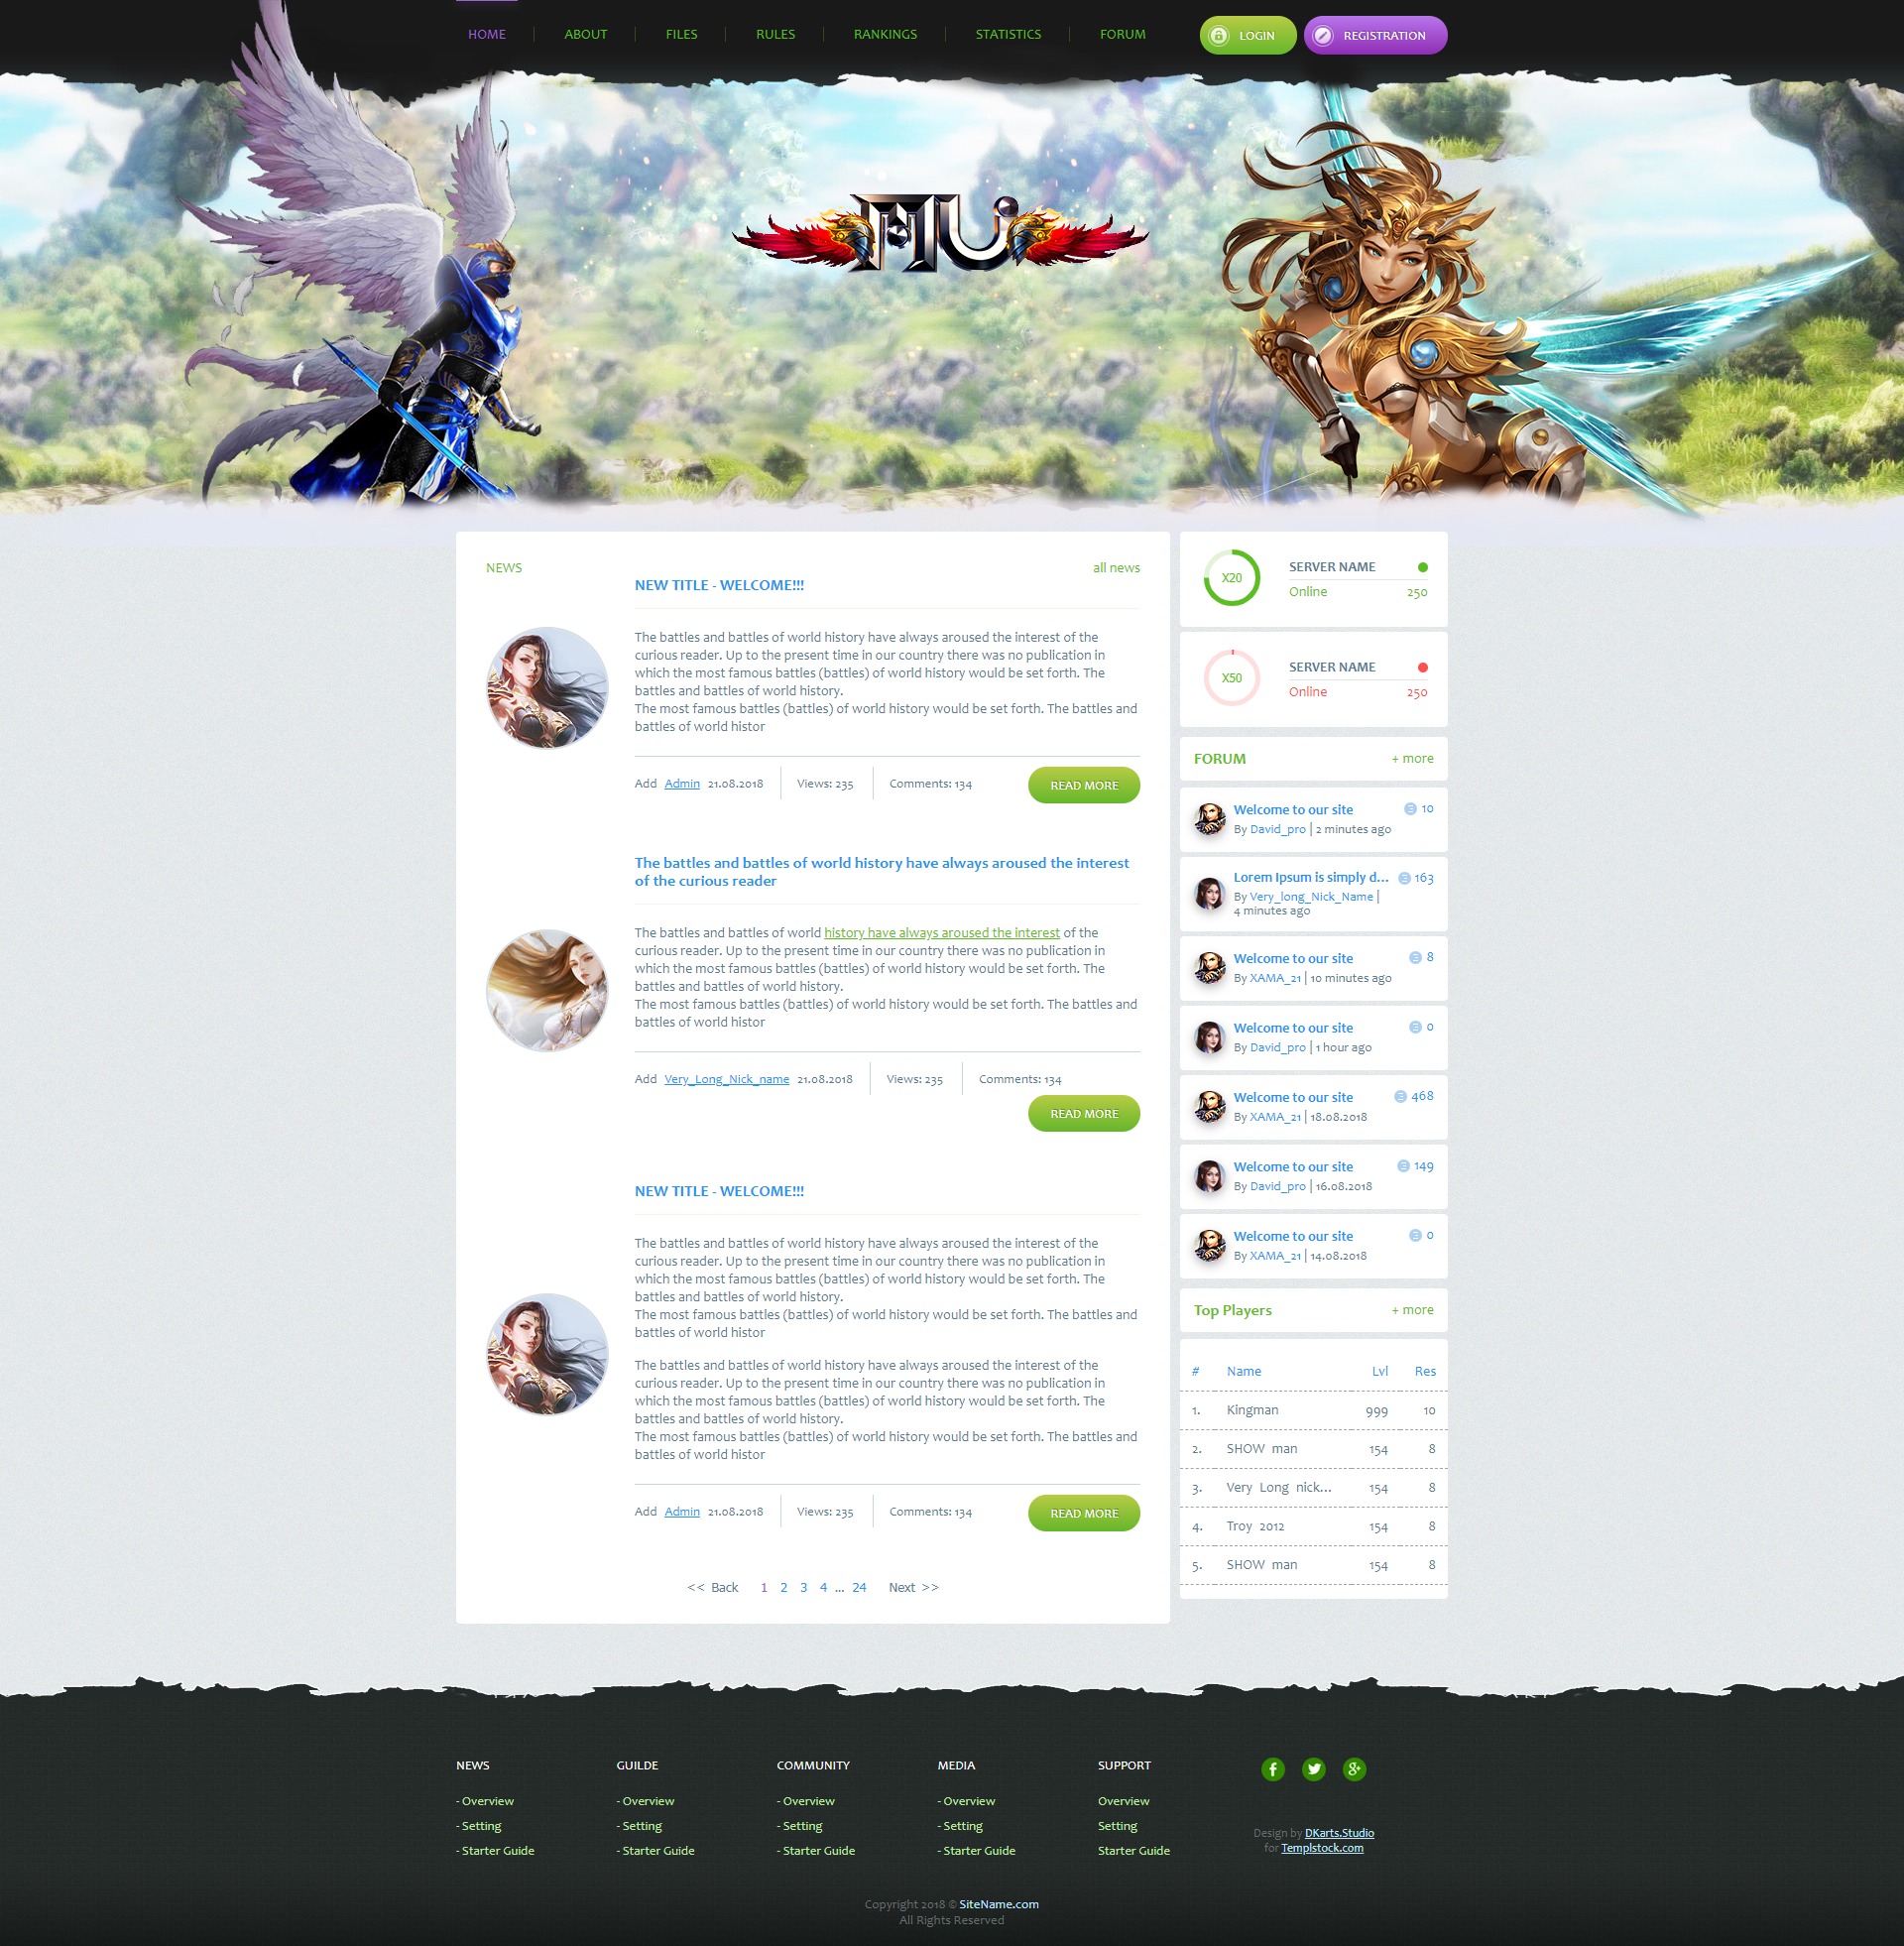 HOME
ABOUT
FILES
RULES
RANKINGS
STATISTICS
FORUM
LOGIN
REGISTRATION
MU
NEWS
all news
NEW TITLE - WELCOME!!!
The battles and battles of world history have always aroused the interest of the
curious reader. Up to the present time in our country there was no publication in
which the most famous battles (battles) of world history would be set forth. The
battles and battles of world history.
The most famous battles (battles) of world history would be set forth. The battles and
battles of world histor
Add Admin 21.08.2018
Views: 235
Comments: 134
READ MORE
The battles and battles of world history have always aroused the interest
of the curious reader
The battles and battles of world history have always aroused the interest of the
curious reader. Up to the present time in our country there was no publication in
which the most famous battles (battles) of world history would be set forth. The
battles and battles of world history.
The most famous battles (battles) of world history would be set forth. The battles and
battles of world histor
Add Very_Long_Nick_name 21.08.2018
Views: 235
Comments: 134
READ MORE
NEW TITLE - WELCOME!!!
The battles and battles of world history have always aroused the interest of the
curious reader. Up to the present time in our country there was no publication in
which the most famous battles (battles) of world history would be set forth. The
battles and battles of world history.
The most famous battles (battles) of world history would be set forth. The battles and
battles of world histor
The battles and battles of world history have always aroused the interest of the
curious reader. Up to the present time in our country there was no publication in
which the most famous battles (battles) of world history would be set forth. The
battles and battles of world history.
The most famous battles (battles) of world history would be set forth. The battles and
battles of world histor
Add Admin 21.08.2018
Views: 235
Comments: 134
READ MORE
<< Back 1 2 3 4 ... 24 Next >>
X20
SERVER NAME
Online 250
X50
SERVER NAME
Online 250
FORUM + more
Welcome to our site 10
By David_pro | 2 minutes ago
Lorem Ipsum is simply d... 163
By Very_long_Nick_Name |
4 minutes ago
Welcome to our site 8
By XAMA_21 | 10 minutes ago
Welcome to our site 0
By David_pro | 1 hour ago
Welcome to our site 468
By XAMA_21 | 18.08.2018
Welcome to our site 149
By David_pro | 16.08.2018
Welcome to our site 0
By XAMA_21 | 14.08.2018
Top Players + more
# Name Lvl Res
1. Kingman 999 10
2. SHOW man 154 8
3. Very Long nick... 154 8
4. Troy 2012 154 8
5. SHOW man 154 8
NEWS
- Overview
- Setting
- Starter Guide
GUILDE
- Overview
- Setting
- Starter Guide
COMMUNITY
- Overview
- Setting
- Starter Guide
MEDIA
- Overview
- Setting
- Starter Guide
SUPPORT
Overview
Setting
Starter Guide
Design by DKarts.Studio
for Templstock.com
Copyright 2018 © SiteName.com
All Rights Reserved